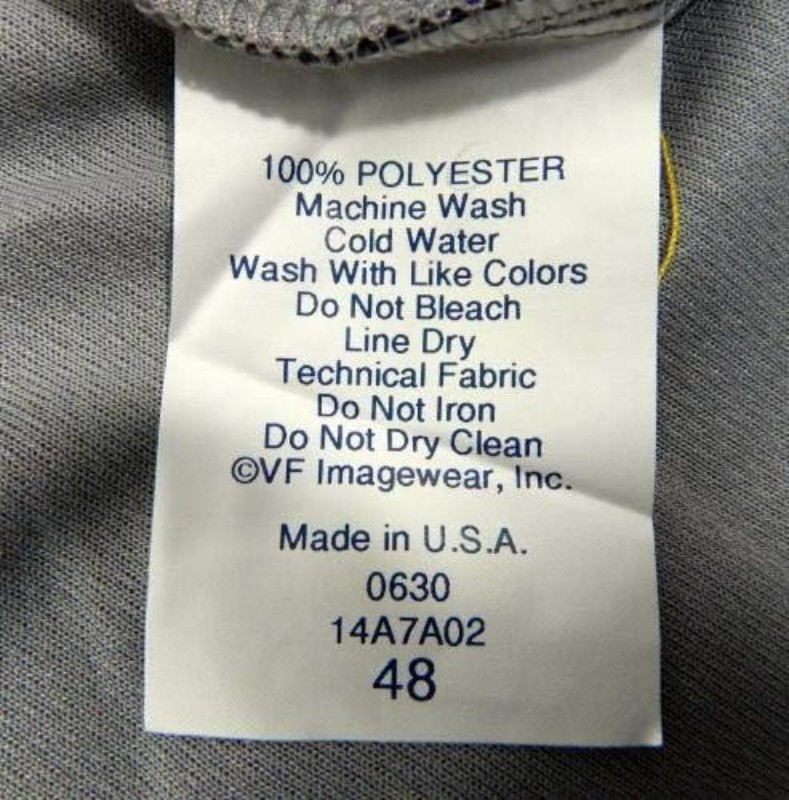 100% POLYESTER
Machine Wash
Cold Water
Wash With Like Colors
Do Not Bleach
Line Dry
Technical Fabric
Do Not Iron
Do Not Dry Clean
©VF Imagewear, Inc.
Made in U.S.A.
0630
14A7A02
48